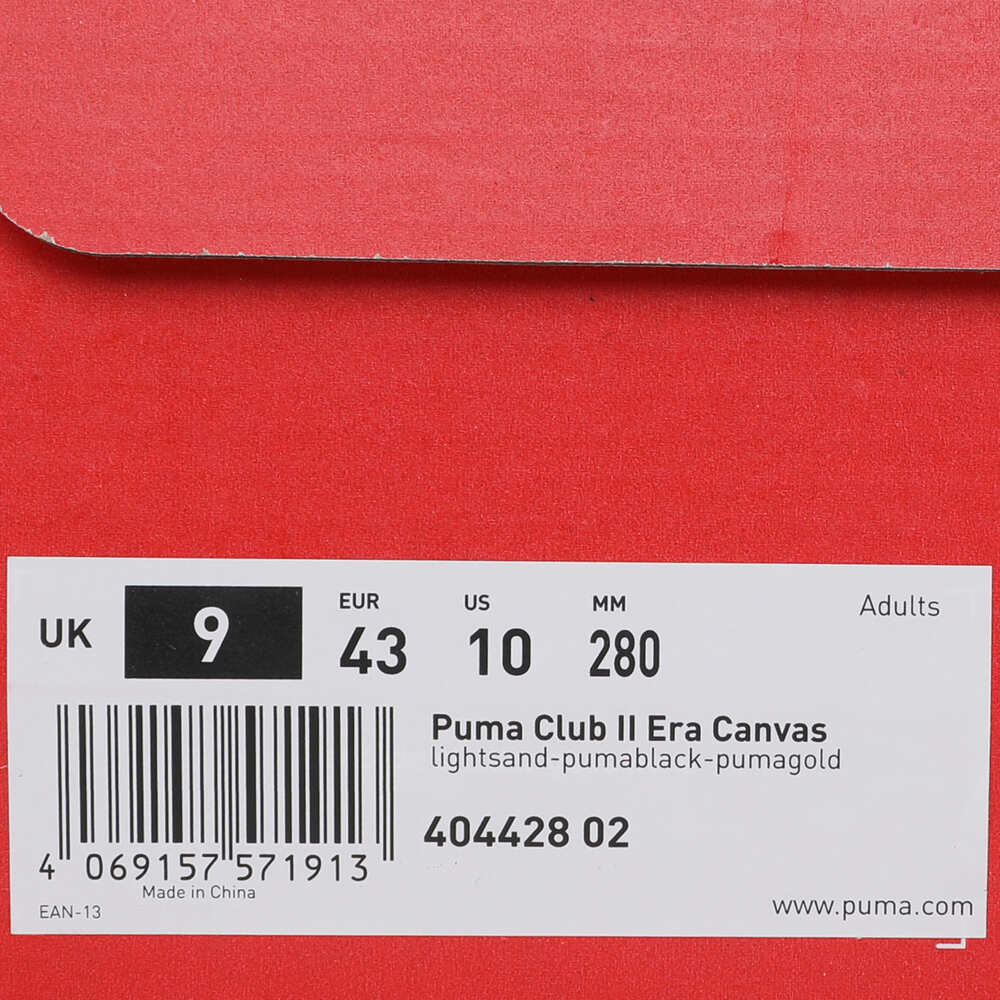 UK 9 EUR 43 US 10 MM 280 Adults
Puma Club II Era Canvas
lightsand-pumablack-pumagold
404428 02
4 069157 571913
Made in China
EAN-13
www.puma.com